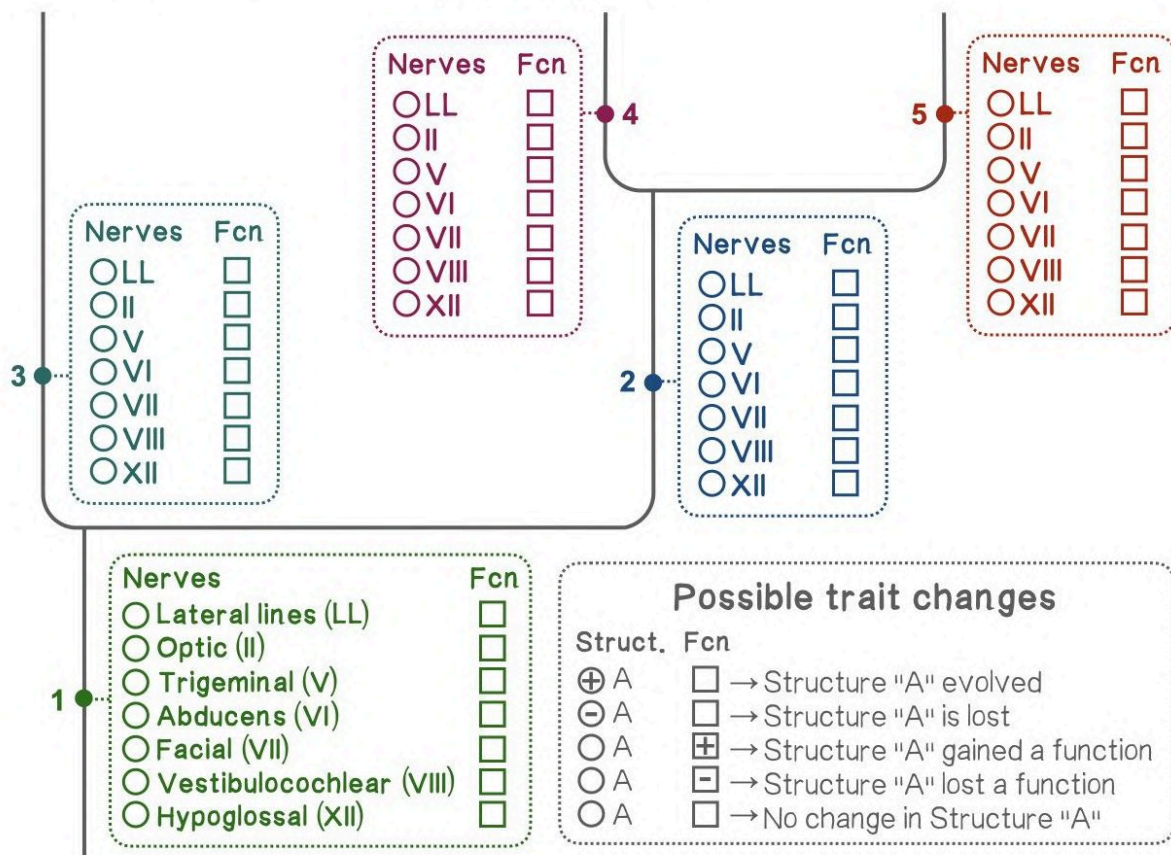 Nerves Fcn
LL
II
V
VI
VII
VIII
XII
4
5
Nerves Fcn
LL
II
V
VI
VII
VIII
XII
3
Nerves Fcn
LL
II
V
VI
VII
VIII
XII
2
Nerves Fcn
LL
II
V
VI
VII
VIII
XII
1
Nerves Fcn
Lateral lines (LL)
Optic (II)
Trigeminal (V)
Abducens (VI)
Facial (VII)
Vestibulocochlear (VIII)
Hypoglossal (XII)
Possible trait changes
Struct. Fcn
+ A → Structure "A" evolved
- A → Structure "A" is lost
A + → Structure "A" gained a function
A - → Structure "A" lost a function
A → No change in Structure "A"